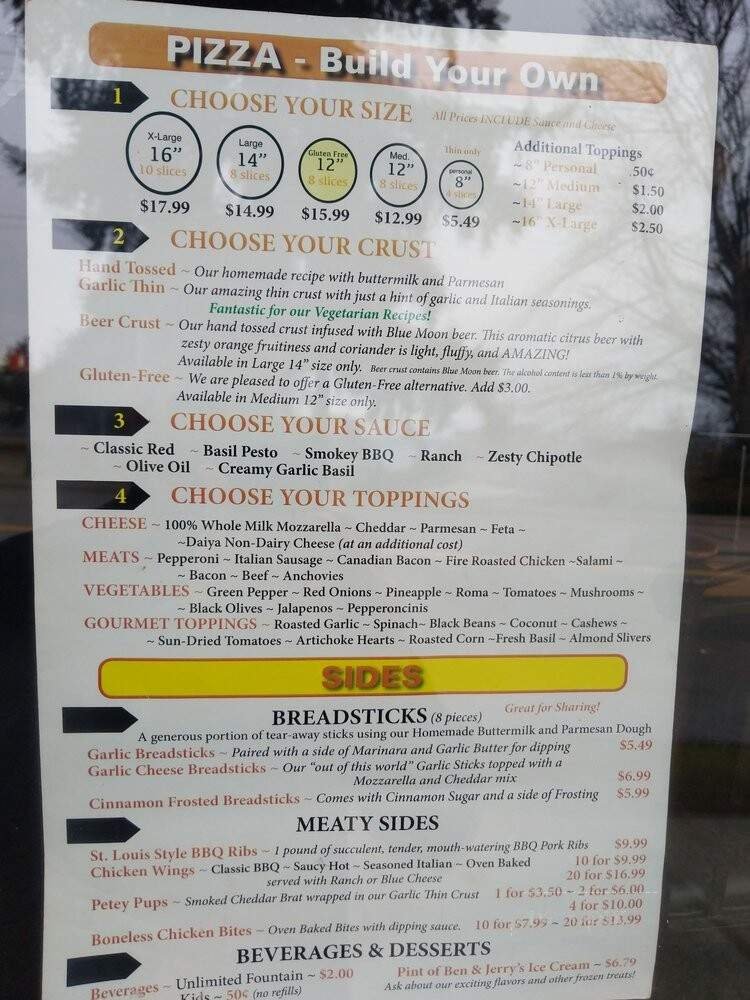 PIZZA - Build Your Own
1 CHOOSE YOUR SIZE All Prices INCLUDE Sauce and Cheese
X-Large
16”
10 slices
$17.99
Large
14”
8 slices
$14.99
Gluten Free
12”
8 slices
$15.99
Med.
12”
8 slices
$12.99
Thin only
personal
8”
4 slices
$5.49
Additional Toppings
~ 8" Personal .50¢
~12" Medium $1.50
~14" Large $2.00
~16" X-Large $2.50
2 CHOOSE YOUR CRUST
Hand Tossed ~ Our homemade recipe with buttermilk and Parmesan
Garlic Thin ~ Our amazing thin crust with just a hint of garlic and Italian seasonings.
Fantastic for our Vegetarian Recipes!
Beer Crust ~ Our hand tossed crust infused with Blue Moon beer. This aromatic citrus beer with
zesty orange fruitiness and coriander is light, fluffy, and AMAZING!
Available in Large 14” size only. Beer crust contains Blue Moon beer. The alcohol content is less than 1% by weight.
Gluten-Free ~ We are pleased to offer a Gluten-Free alternative. Add $3.00.
Available in Medium 12” size only.
3 CHOOSE YOUR SAUCE
~ Classic Red ~ Basil Pesto ~ Smokey BBQ ~ Ranch ~ Zesty Chipotle
~ Olive Oil ~ Creamy Garlic Basil
4 CHOOSE YOUR TOPPINGS
CHEESE ~ 100% Whole Milk Mozzarella ~ Cheddar ~ Parmesan ~ Feta ~
~Daiya Non-Dairy Cheese (at an additional cost)
MEATS ~ Pepperoni ~ Italian Sausage ~ Canadian Bacon ~ Fire Roasted Chicken ~Salami ~
~ Bacon ~ Beef ~ Anchovies
VEGETABLES ~ Green Pepper ~ Red Onions ~ Pineapple ~ Roma ~ Tomatoes ~ Mushrooms ~
~ Black Olives ~ Jalapenos ~ Pepperoncinis
GOURMET TOPPINGS ~ Roasted Garlic ~ Spinach~ Black Beans ~ Coconut ~ Cashews ~
~ Sun-Dried Tomatoes ~ Artichoke Hearts ~ Roasted Corn ~Fresh Basil ~ Almond Slivers
SIDES
BREADSTICKS (8 pieces) Great for Sharing!
A generous portion of tear-away sticks using our Homemade Buttermilk and Parmesan Dough
Garlic Breadsticks ~ Paired with a side of Marinara and Garlic Butter for dipping $5.49
Garlic Cheese Breadsticks ~ Our “out of this world” Garlic Sticks topped with a
Mozzarella and Cheddar mix $6.99
Cinnamon Frosted Breadsticks ~ Comes with Cinnamon Sugar and a side of Frosting $5.99
MEATY SIDES
St. Louis Style BBQ Ribs ~ 1 pound of succulent, tender, mouth-watering BBQ Pork Ribs $9.99
Chicken Wings ~ Classic BBQ ~ Saucy Hot ~ Seasoned Italian ~ Oven Baked 10 for $9.99
served with Ranch or Blue Cheese 20 for $16.99
Petey Pups ~ Smoked Cheddar Brat wrapped in our Garlic Thin Crust 1 for $3.50 ~ 2 for $6.00
4 for $10.00
Boneless Chicken Bites ~ Oven Baked Bites with dipping sauce. 10 for $7.99 ~ 20 for $13.99
BEVERAGES & DESSERTS
Beverages ~ Unlimited Fountain ~ $2.00 Pint of Ben & Jerry's Ice Cream ~ $6.79
Kids ~ 50¢ (no refills) Ask about our exciting flavors and other frozen treats!